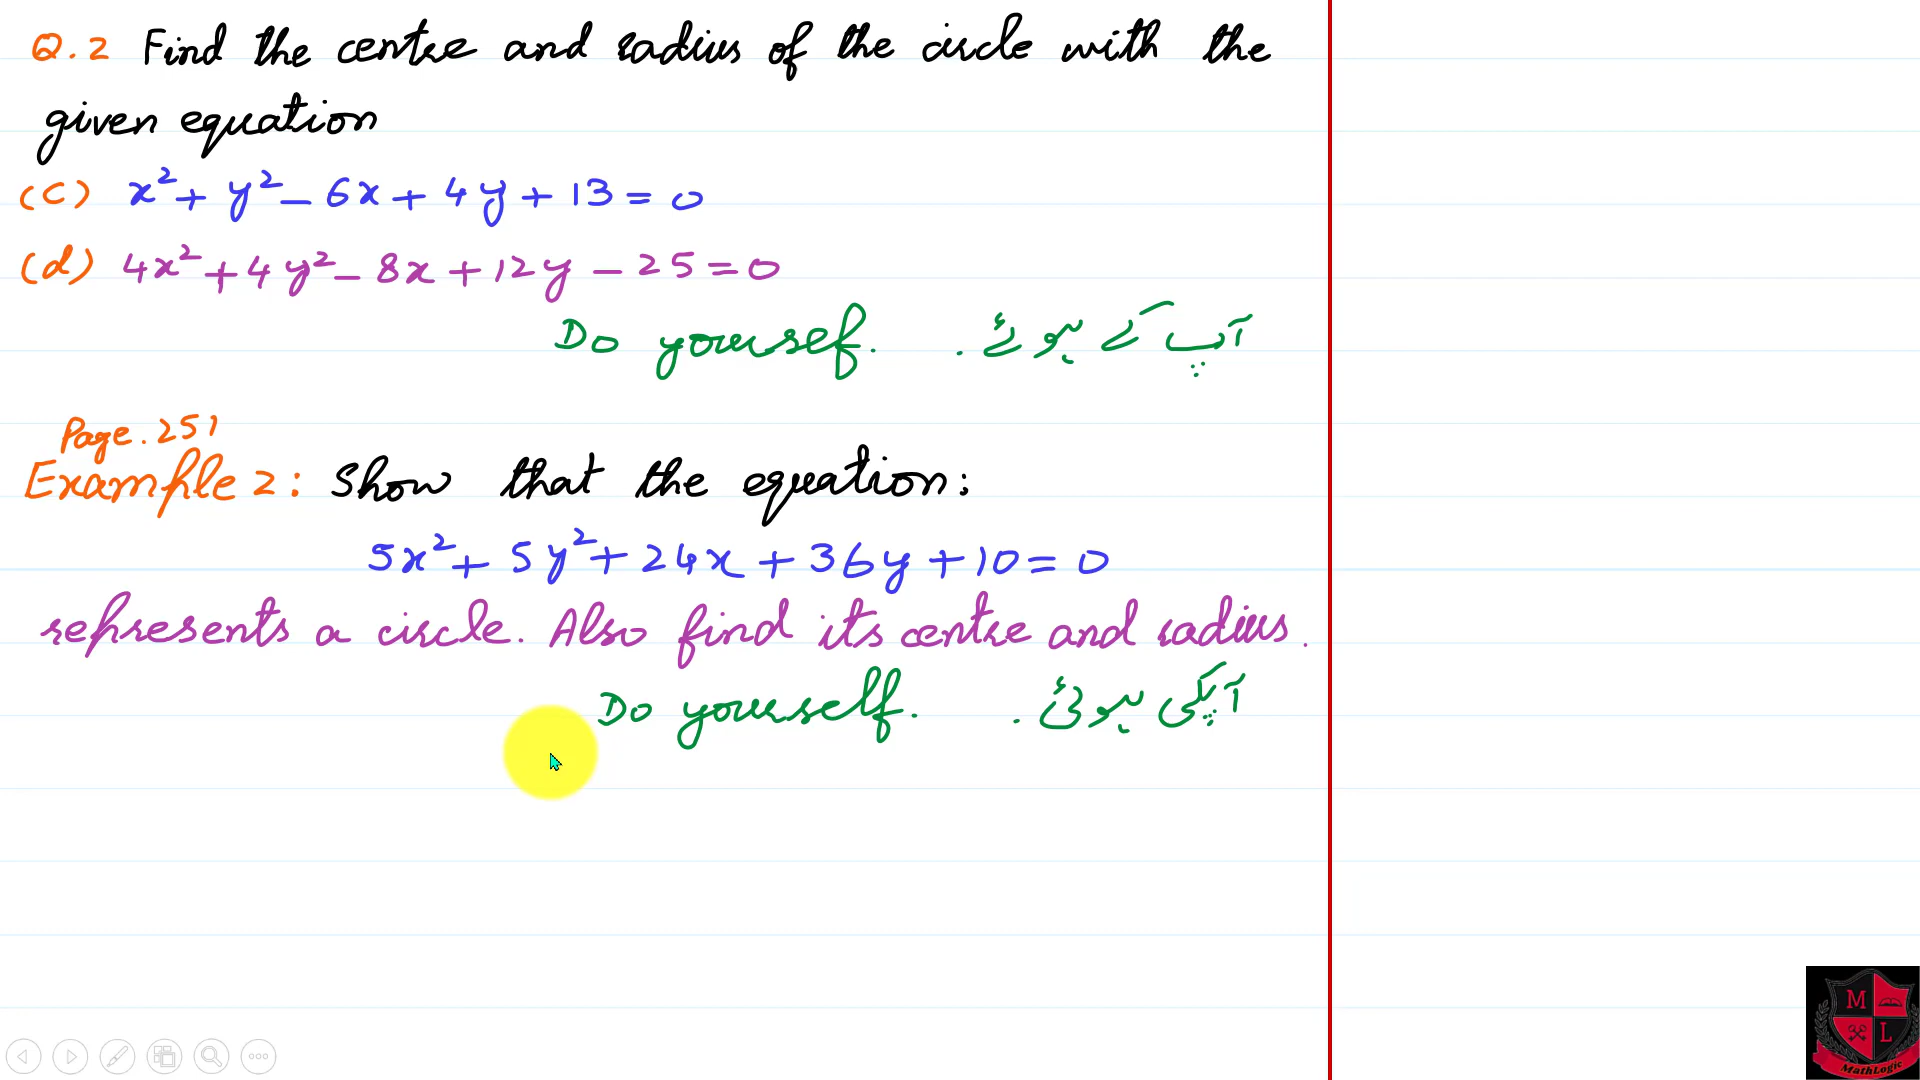 Q.2 Find the centre and radius of the circle with the
given equation
(c) x² + y² - 6x + 4y + 13 = 0
(d) 4x² + 4y² - 8x + 12y - 25 = 0
Do yoursef. آپ کے ہوئے .
Page.251
Example 2: Show that the equation:
5x² + 5y² + 24x + 36y + 10 = 0
represents a circle. Also find its centre and radius.
Do yourself. آپکی ہوئی .
M L
MathLogic